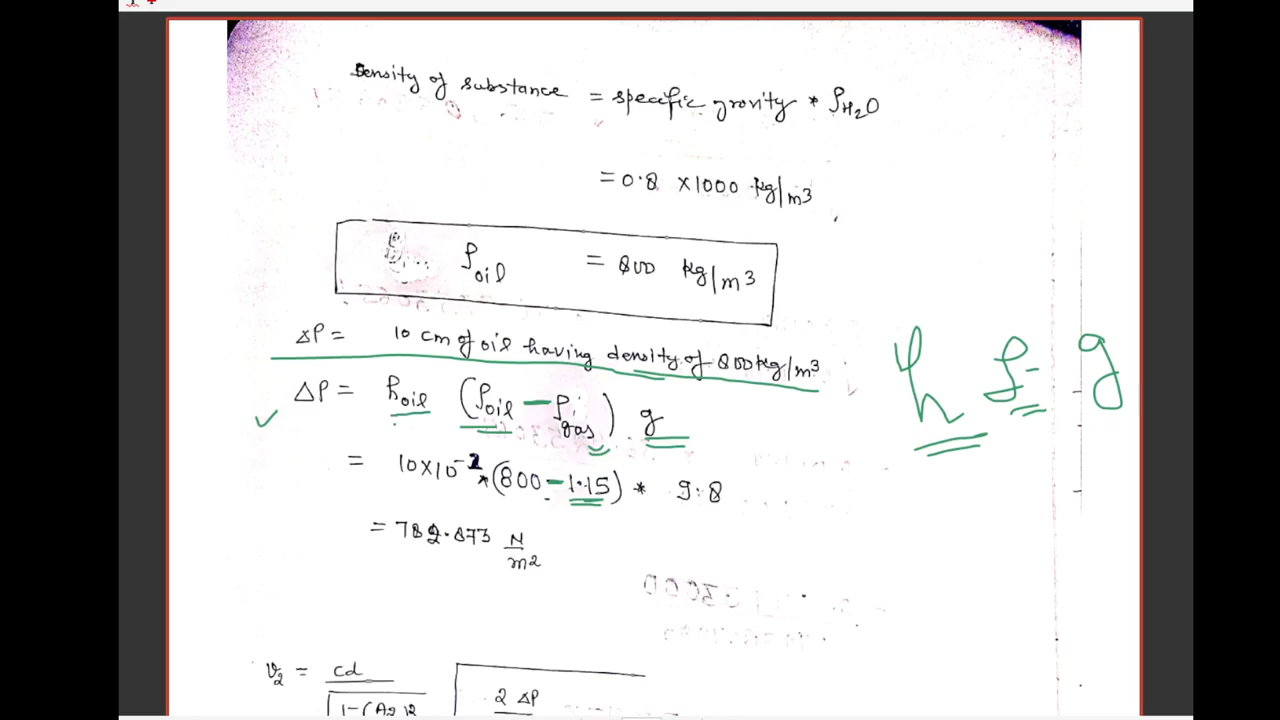 Density of substance = specific grovity * ρH₂O
= 0.8 × 1000 kg/m³
ρoil = 800 kg/m³
ΔP = 10 cm of oil having density of 800 kg/m³
ΔP = hoil (ρoil − ρgas) g
h ρ g
= 10×10⁻² * (800 − 1.15) * 9.8
= 782.873 N/m²
v₂ = cd
2 ΔP